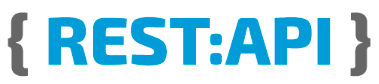 { REST:API }